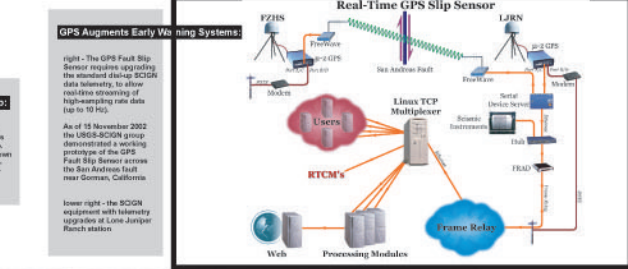 GPS Augments Early Warning Systems:
right - The GPS Fault Slip
Sensor requires upgrading
the standard dial-up SCIGN
data telemetry, to allow
real-time streaming of
high-sampling rate data
(up to 10 Hz).
As of 15 November 2002
the USGS-SCIGN group
demonstrated a working
prototype of the GPS
Fault Slip Sensor across
the San Andreas fault
near Gorman, California
lower right - the SCIGN
equipment with telemetry
upgrades at Lone Juniper
Ranch station
Real-Time GPS Slip Sensor
FZHS
LJRN
FreeWave
µ-Z GPS
µ-Z GPS
Modem
San Andreas Fault
FreeWave
Modem
Serial
Device Server
Linux TCP
Multiplexer
Seismic
Instruments
Hub
Users
FRAD
RTCM's
Frame Relay
Web
Processing Modules